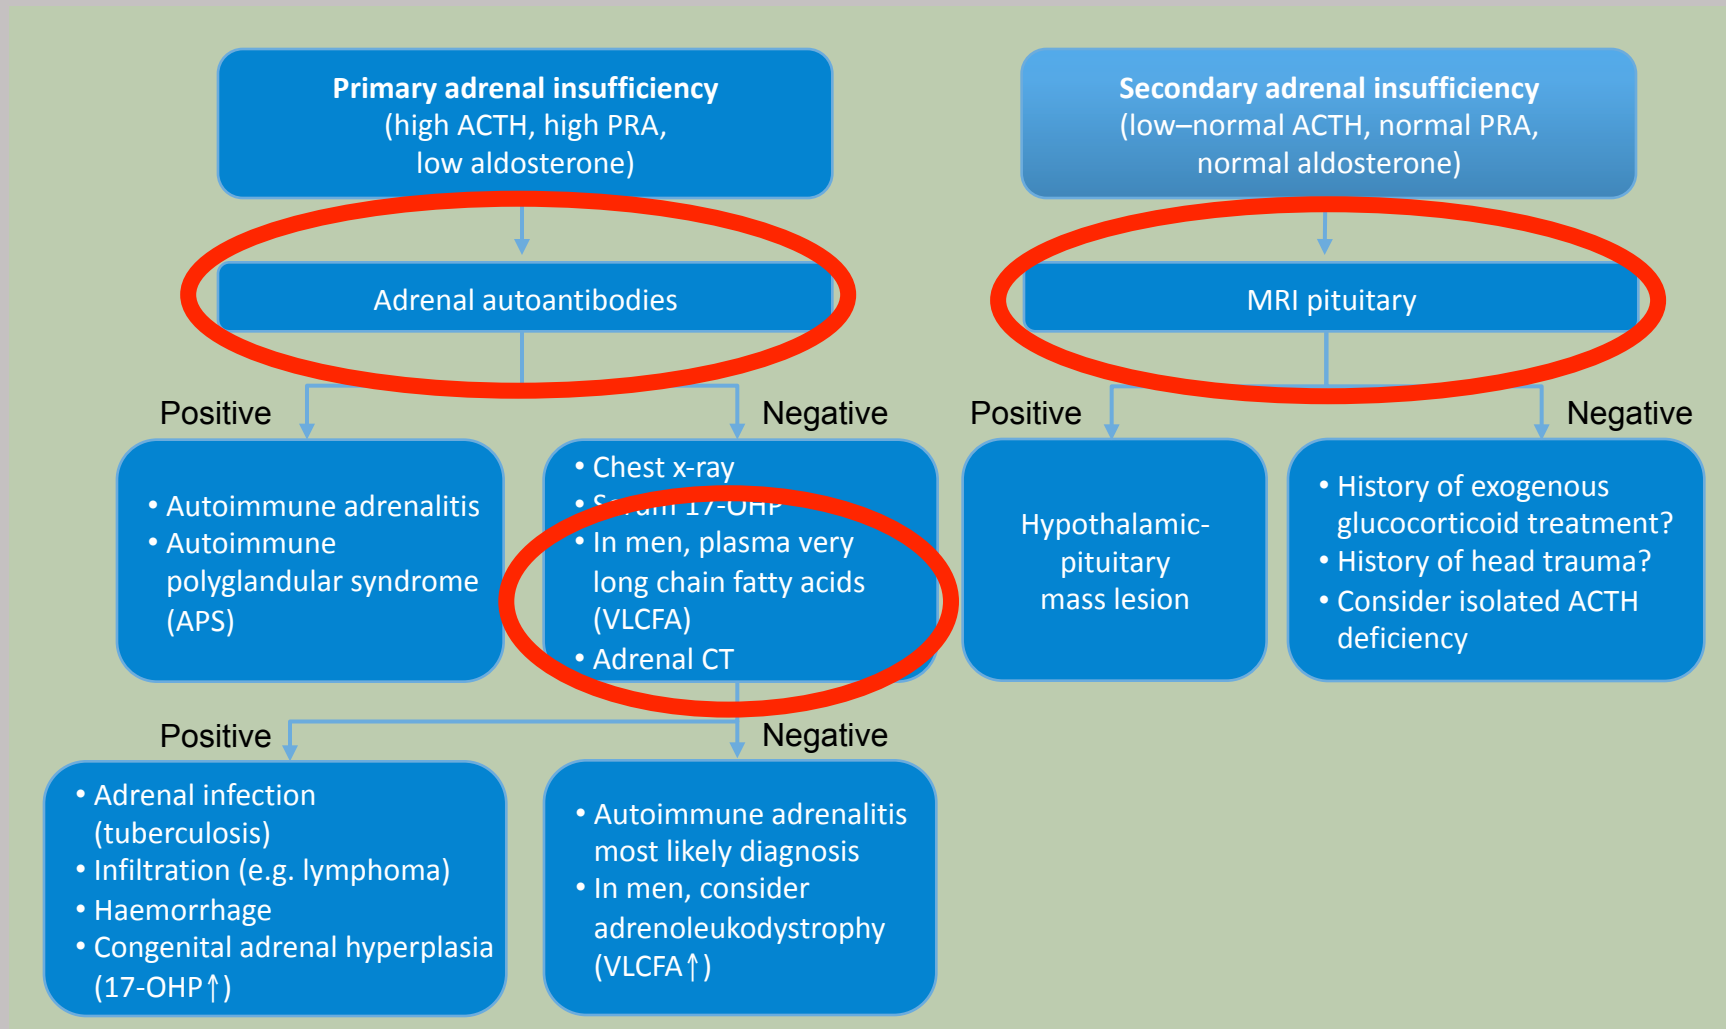 Primary adrenal insufficiency
(high ACTH, high PRA,
low aldosterone)
Secondary adrenal insufficiency
(low–normal ACTH, normal PRA,
normal aldosterone)
Adrenal autoantibodies
MRI pituitary
Positive
Negative
Positive
Negative
• Autoimmune adrenalitis
• Autoimmune
polyglandular syndrome
(APS)
• Chest x-ray
• Serum 17-OHP
• In men, plasma very
long chain fatty acids
(VLCFA)
• Adrenal CT
Hypothalamic-
pituitary
mass lesion
• History of exogenous
glucocorticoid treatment?
• History of head trauma?
• Consider isolated ACTH
deficiency
Positive
Negative
• Adrenal infection
(tuberculosis)
• Infiltration (e.g. lymphoma)
• Haemorrhage
• Congenital adrenal hyperplasia
(17-OHP↑)
• Autoimmune adrenalitis
most likely diagnosis
• In men, consider
adrenoleukodystrophy
(VLCFA↑)